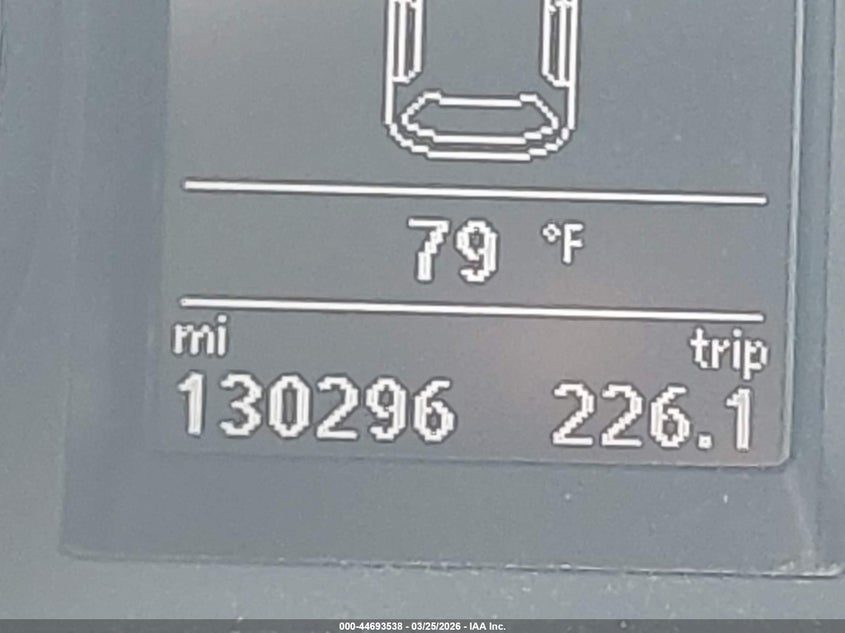 79 °F
mi trip
130296 226.1
000-44693538 - 03/25/2026 - IAA Inc.